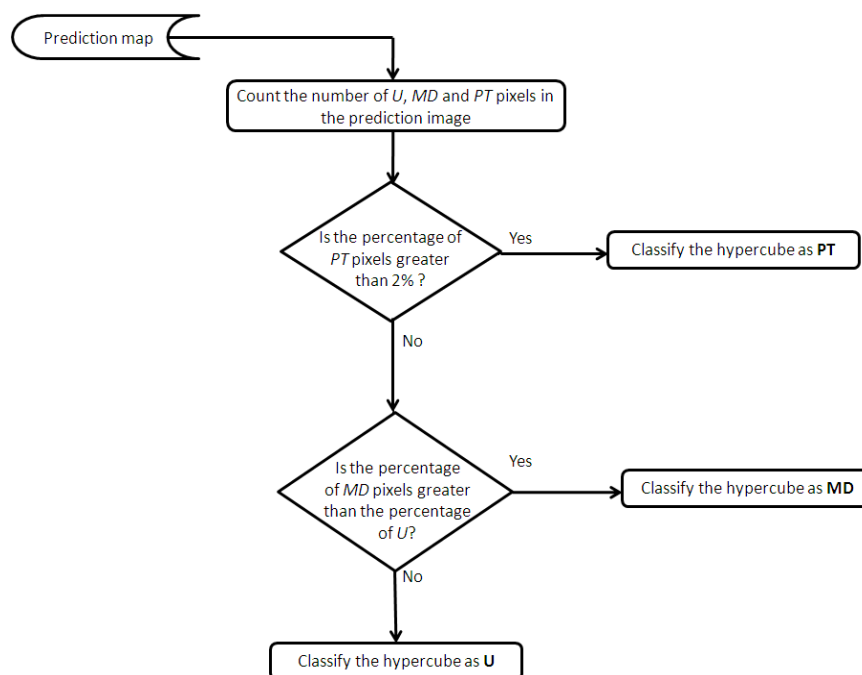 Prediction map
Count the number of U, MD and PT pixels in
the prediction image
Is the percentage of
PT pixels greater
than 2% ?
Yes
Classify the hypercube as PT
No
Is the percentage
of MD pixels greater
than the percentage
of U?
Yes
Classify the hypercube as MD
No
Classify the hypercube as U